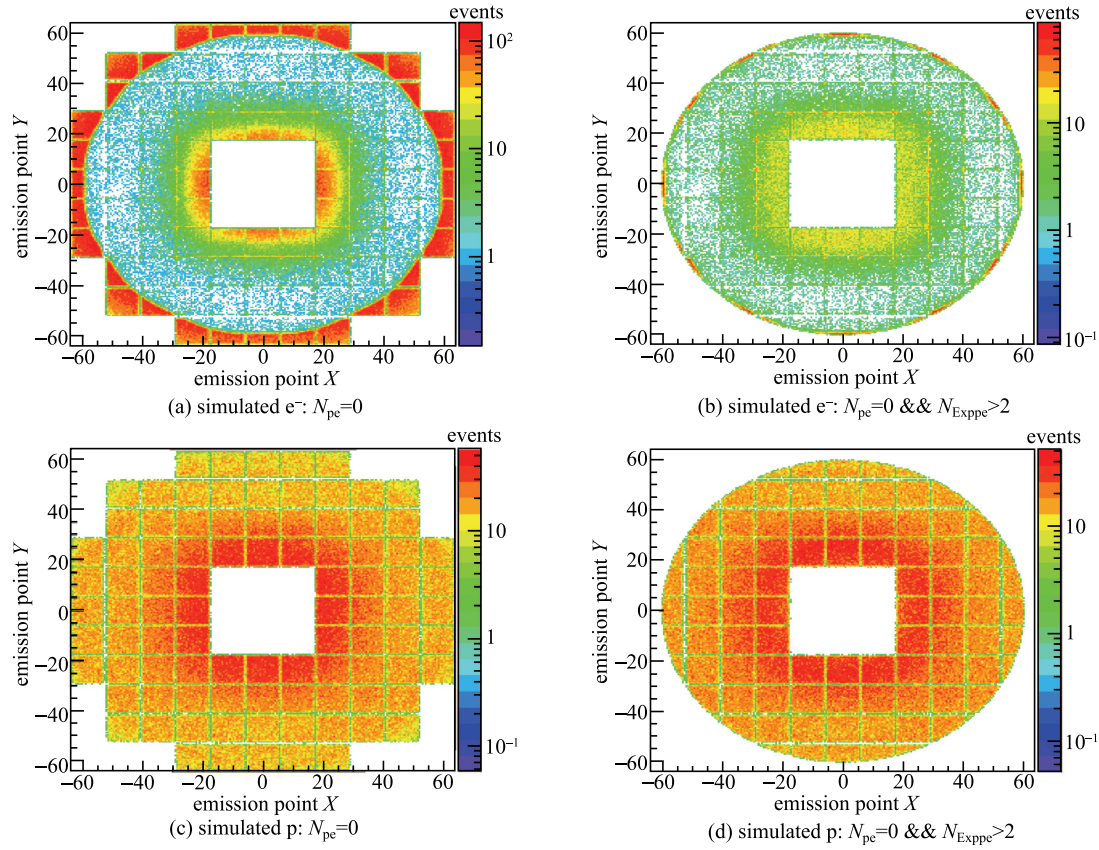 events
events
60
40
20
0
−20
−40
−60
emission point Y
−60 −40 −20 0 20 40 60
emission point X
10²
10
1
(a) simulated e⁻: Nₚₑ=0
60
40
20
0
−20
−40
−60
emission point Y
−60 −40 −20 0 20 40 60
emission point X
10
1
10⁻¹
(b) simulated e⁻: Npe=0 && NExppe>2
events
events
60
40
20
0
−20
−40
−60
emission point Y
−60 −40 −20 0 20 40 60
emission point X
10
1
10⁻¹
(c) simulated p: Npe=0
60
40
20
0
−20
−40
−60
emission point Y
−60 −40 −20 0 20 40 60
emission point X
10
1
10⁻¹
(d) simulated p: Npe=0 && NExppe>2